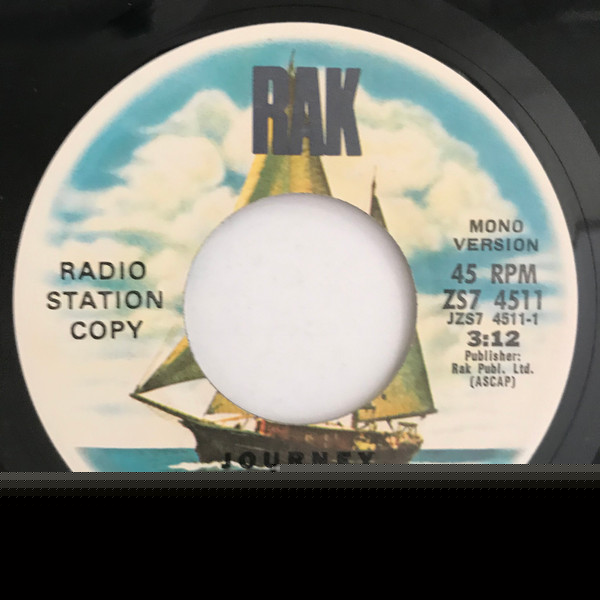 RAK
RADIO
STATION
COPY
MONO
VERSION
45 RPM
ZS7 4511
JZS7 4511-1
3:12
Publisher:
Rak Publ. Ltd.
(ASCAP)
JOURNEY